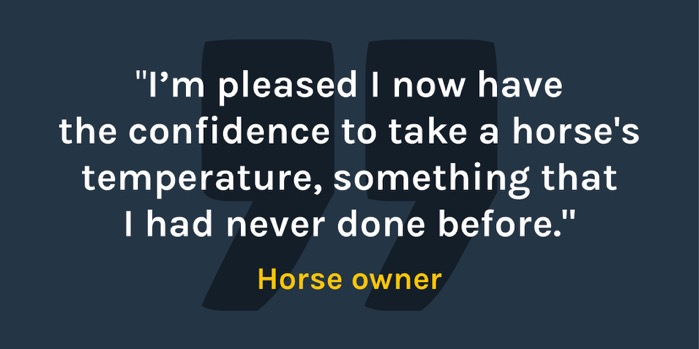 "I’m pleased I now have
the confidence to take a horse's
temperature, something that
I had never done before."
Horse owner